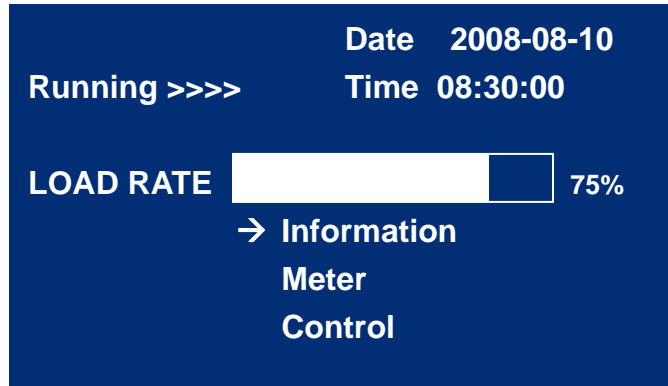 Date 2008-08-10
Running >>>> Time 08:30:00
LOAD RATE 75%
→ Information
Meter
Control